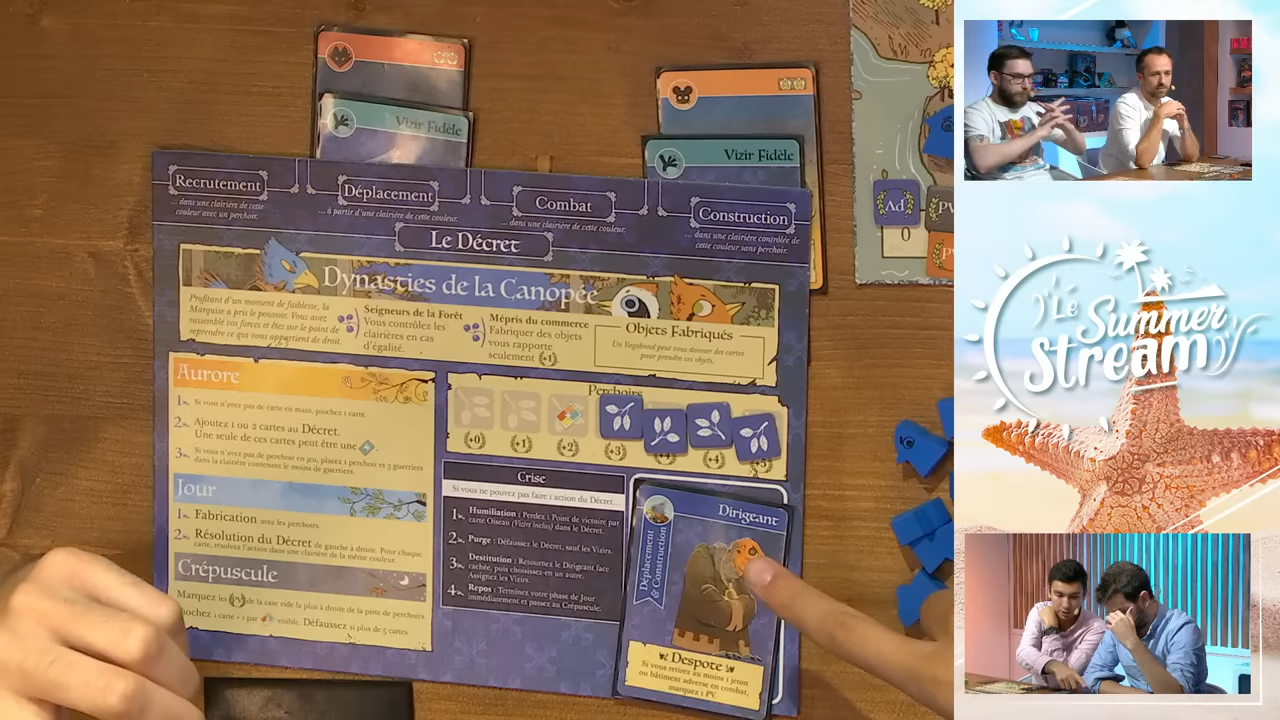 Vizir Fidèle
Vizir Fidèle
Recrutement
... dans une clairière de cette
couleur avec un perchoir.
Déplacement
... à partir d'une clairière de cette couleur.
Combat
... dans une clairière de cette couleur.
Construction
... dans une clairière contrôlée de
cette couleur sans perchoir.
Le Décret
Dynasties de la Canopée
Profitant d'un moment de faiblesse, la
Marquise a pris le pouvoir. Vous avez
rassemblé vos forces et êtes sur le point de
reprendre ce qui vous appartient de droit.
Seigneurs de la Forêt
Vous contrôlez les
clairières en cas
d'égalité.
Mépris du commerce
Fabriquer des objets
vous rapporte
seulement +1
Objets Fabriqués
Un Vagabond peut vous donner des cartes
pour prendre ces objets.
Aurore
1 Si vous n'avez pas de carte en main, piochez 1 carte.
2 Ajoutez 1 ou 2 cartes au Décret.
Une seule de ces cartes peut être une
3 Si vous n'avez pas de perchoir en jeu, placez 1 perchoir et 3 guerriers
dans la clairière contenant le moins de guerriers.
Jour
1 Fabrication avec les perchoirs.
2 Résolution du Décret de gauche à droite. Pour chaque
carte, résolvez l'action dans une clairière de la même couleur.
Crépuscule
Marquez les PV de la case vide la plus à droite de la piste de perchoirs.
Piochez 1 carte + 1 par visible. Défaussez si plus de 5 cartes
Perchoirs
+0 +1 +2 +3 +4
Crise
Si vous ne pouvez pas faire 1 action du Décret...
1 Humiliation : Perdez 1 Point de victoire par
carte Oiseau (Vizirs inclus) dans le Décret.
2 Purge : Défaussez le Décret, sauf les Vizirs.
3 Destitution : Retournez le Dirigeant face
cachée, puis choisissez-en un autre.
Assignez les Vizirs.
4 Repos : Terminez votre phase de Jour
immédiatement et passez au Crépuscule.
Dirigeant
Déplacement
& Construction
Despote
Si vous retirez au moins 1 jeton
ou bâtiment adverse en combat,
marquez 1 PV.
PV
0
Le Summer
Stream